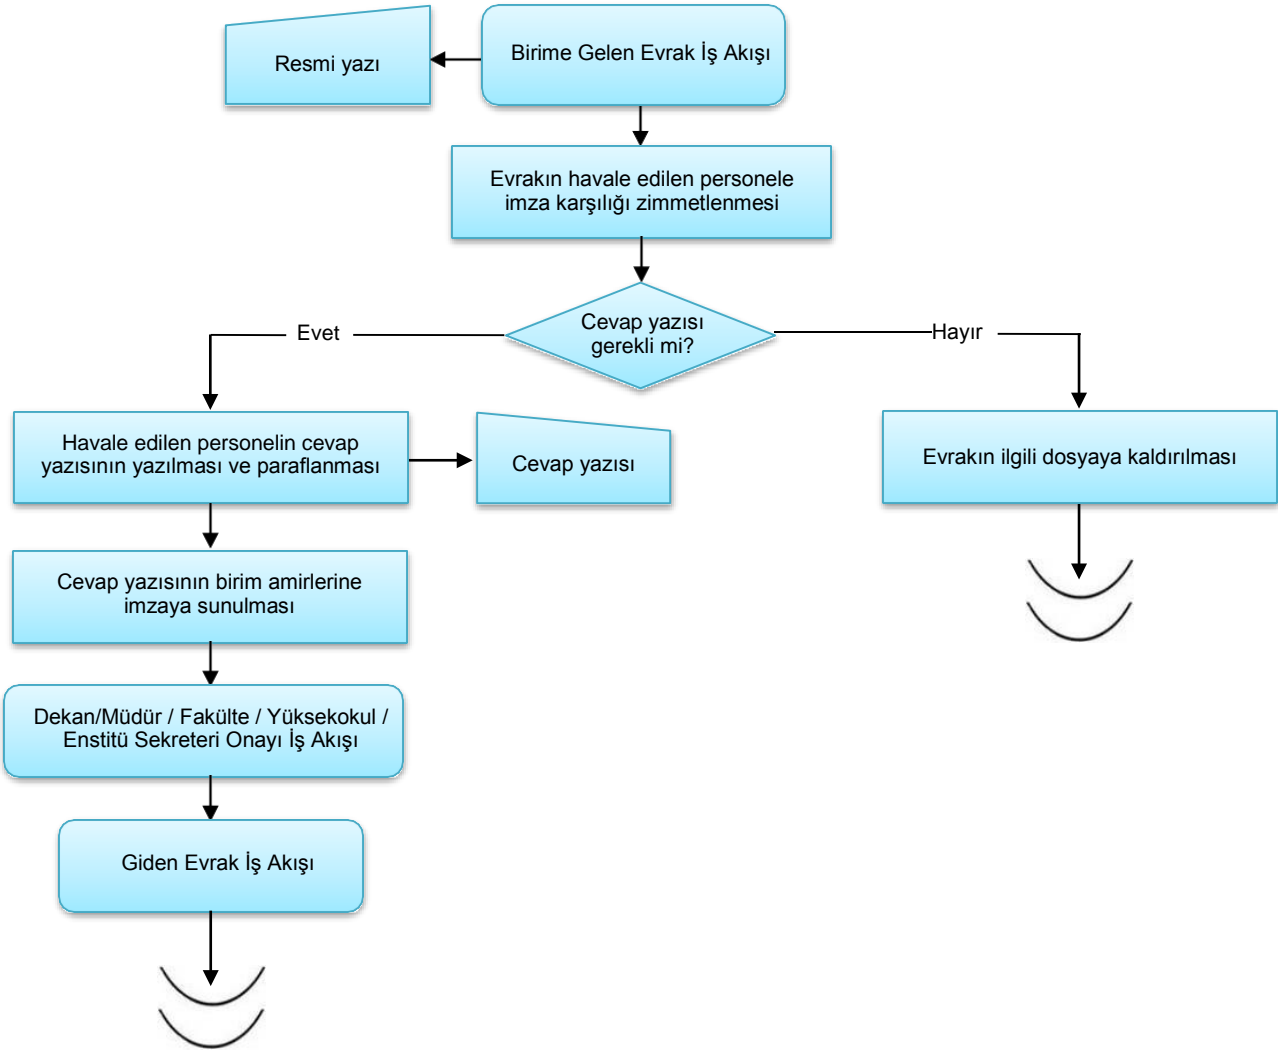 Resmi yazı
Birime Gelen Evrak İş Akışı
Evrakın havale edilen personele
imza karşılığı zimmetlenmesi
Cevap yazısı
gerekli mi?
Evet
Hayır
Havale edilen personelin cevap
yazısının yazılması ve paraflanması
Cevap yazısı
Evrakın ilgili dosyaya kaldırılması
Cevap yazısının birim amirlerine
imzaya sunulması
Dekan/Müdür / Fakülte / Yüksekokul /
Enstitü Sekreteri Onayı İş Akışı
Giden Evrak İş Akışı